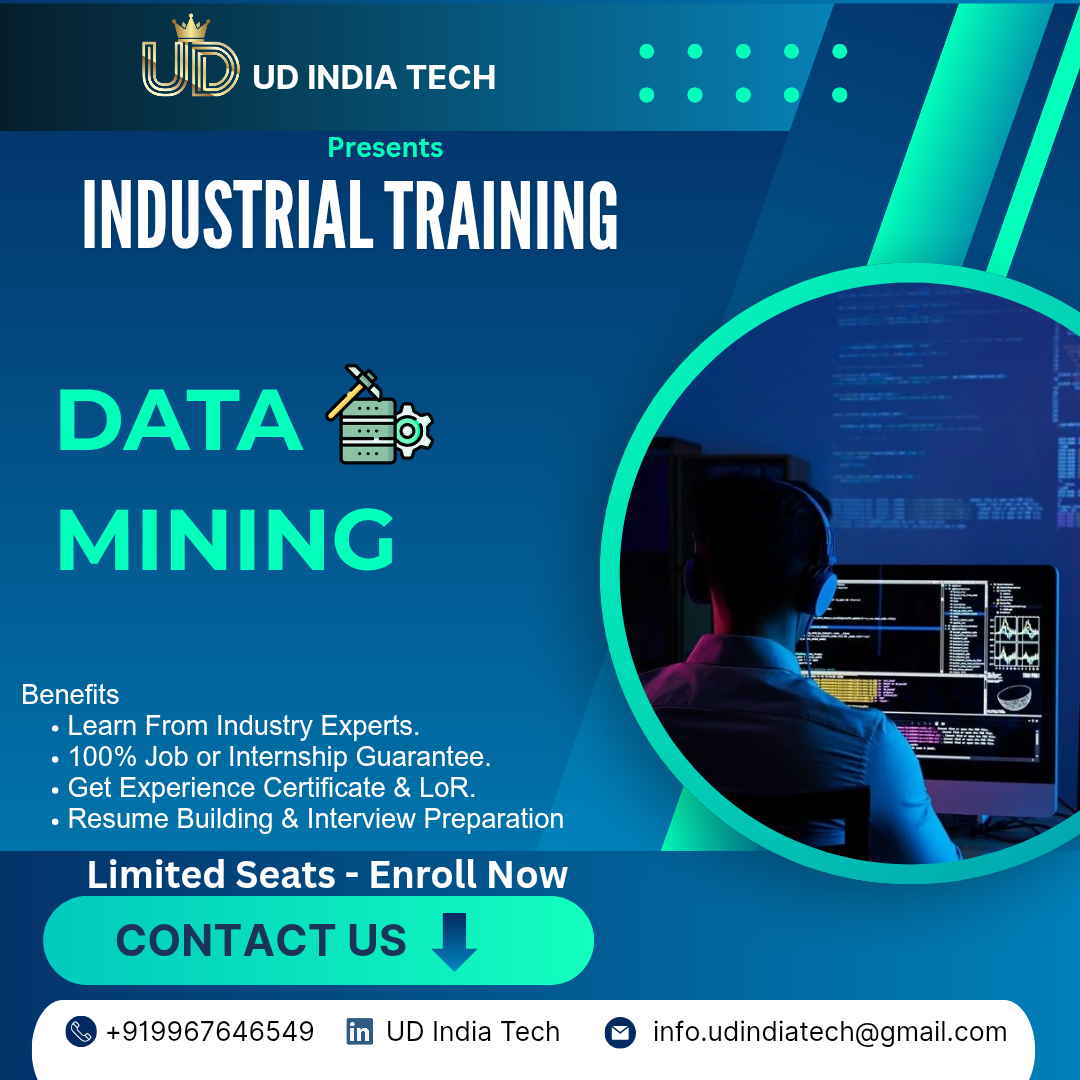 UD UD INDIA TECH
Presents
INDUSTRIAL TRAINING
DATA
MINING
Benefits
Learn From Industry Experts.
100% Job or Internship Guarantee.
Get Experience Certificate & LoR.
Resume Building & Interview Preparation
Limited Seats - Enroll Now
CONTACT US
+919967646549 in UD India Tech info.udindiatech@gmail.com